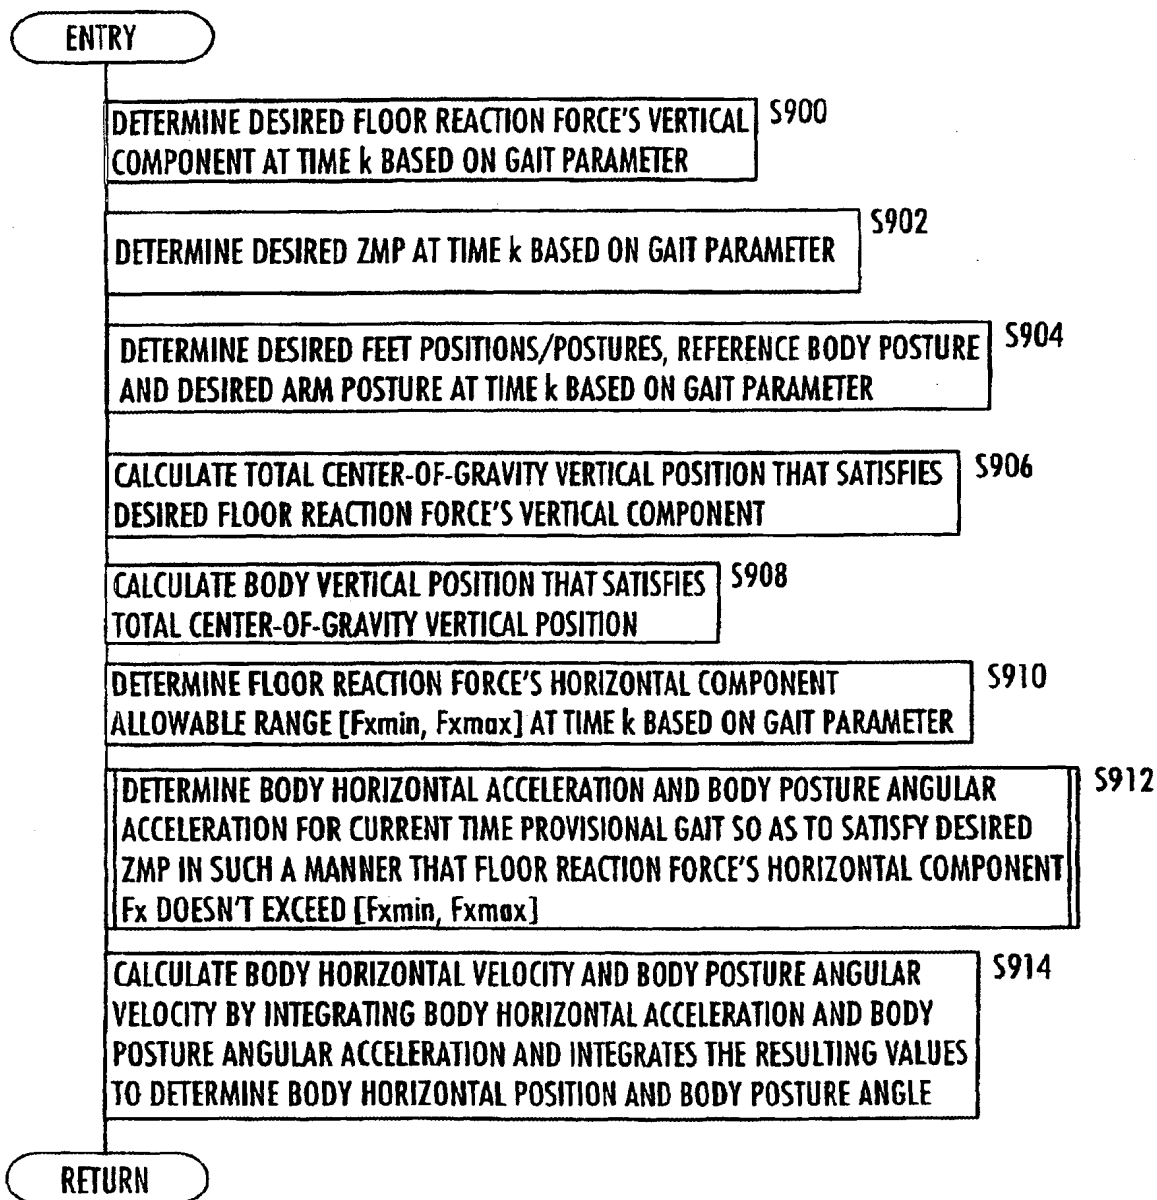 ENTRY
DETERMINE DESIRED FLOOR REACTION FORCE'S VERTICAL
COMPONENT AT TIME k BASED ON GAIT PARAMETER
S900
DETERMINE DESIRED ZMP AT TIME k BASED ON GAIT PARAMETER
S902
DETERMINE DESIRED FEET POSITIONS/POSTURES, REFERENCE BODY POSTURE
AND DESIRED ARM POSTURE AT TIME k BASED ON GAIT PARAMETER
S904
CALCULATE TOTAL CENTER-OF-GRAVITY VERTICAL POSITION THAT SATISFIES
DESIRED FLOOR REACTION FORCE'S VERTICAL COMPONENT
S906
CALCULATE BODY VERTICAL POSITION THAT SATISFIES
TOTAL CENTER-OF-GRAVITY VERTICAL POSITION
S908
DETERMINE FLOOR REACTION FORCE'S HORIZONTAL COMPONENT
ALLOWABLE RANGE [Fxmin, Fxmax] AT TIME k BASED ON GAIT PARAMETER
S910
DETERMINE BODY HORIZONTAL ACCELERATION AND BODY POSTURE ANGULAR
ACCELERATION FOR CURRENT TIME PROVISIONAL GAIT SO AS TO SATISFY DESIRED
ZMP IN SUCH A MANNER THAT FLOOR REACTION FORCE'S HORIZONTAL COMPONENT
Fx DOESN'T EXCEED [Fxmin, Fxmax]
S912
CALCULATE BODY HORIZONTAL VELOCITY AND BODY POSTURE ANGULAR
VELOCITY BY INTEGRATING BODY HORIZONTAL ACCELERATION AND BODY
POSTURE ANGULAR ACCELERATION AND INTEGRATES THE RESULTING VALUES
TO DETERMINE BODY HORIZONTAL POSITION AND BODY POSTURE ANGLE
S914
RETURN